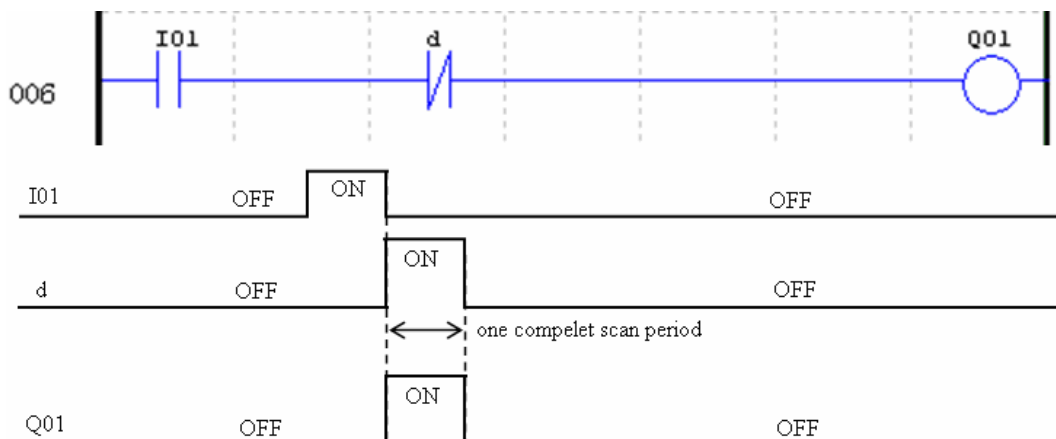 I01 d Q01
006
I01 OFF ON OFF
ON
d OFF OFF
one compelet scan period
ON
Q01 OFF OFF